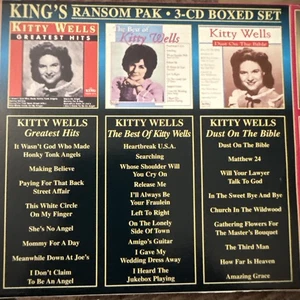 KING'S RANSOM PAK • 3-CD BOXED SET
KITTY WELLS
GREATEST HITS
The Best of
Kitty Wells
Kitty Wells
Dust On The Bible
KITTY WELLS
Greatest Hits
It Wasn't God Who Made
Honky Tonk Angels
Making Believe
Paying For That Back
Street Affair
This White Circle
On My Finger
She's No Angel
Mommy For A Day
Meanwhile Down At Joe's
I Don't Claim
To Be An Angel
KITTY WELLS
The Best Of Kitty Wells
Heartbreak U.S.A.
Searching
Whose Shoulder Will
You Cry On
Release Me
I'll Always Be
Your Fraulein
Left To Right
On The Lonely
Side Of Town
Amigo's Guitar
I Gave My
Wedding Dress Away
I Heard The
Jukebox Playing
KITTY WELLS
Dust On The Bible
Dust On The Bible
Matthew 24
Will Your Lawyer
Talk To God
In The Sweet Bye And Bye
Church In The Wildwood
Gathering Flowers For
The Master's Bouquet
The Third Man
How Far Is Heaven
Amazing Grace